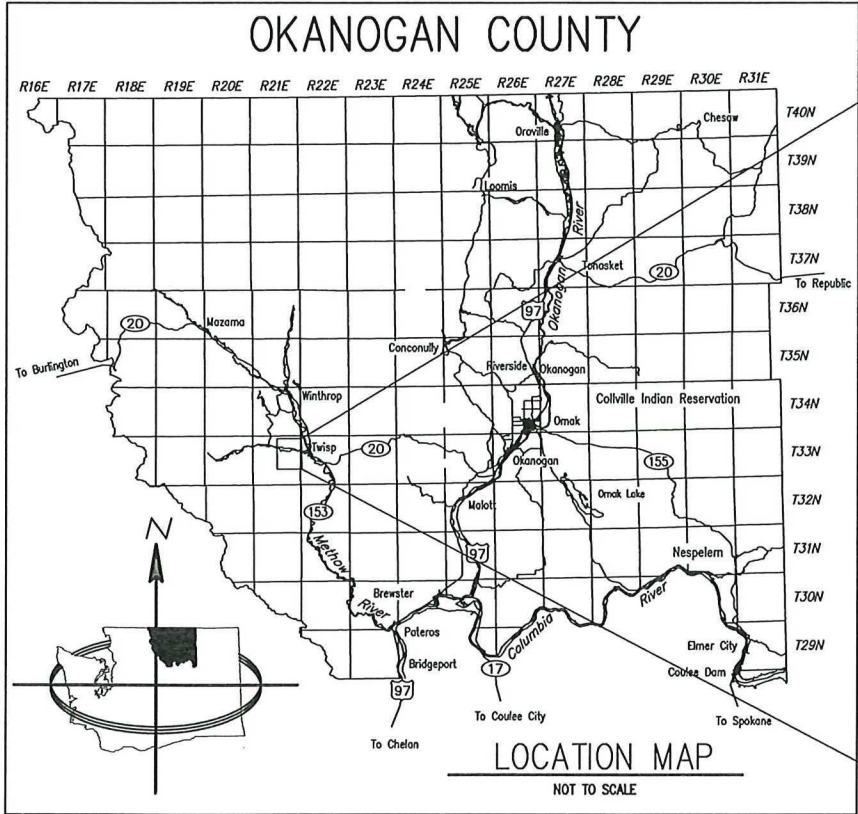 OKANOGAN COUNTY
R16E R17E R18E R19E R20E R21E R22E R23E R24E R25E R26E R27E R28E R29E R30E R31E
T40N
Chesaw
Oroville
T39N
Loomis
T38N
River
T37N
Tonasket
20
To Republic
Okanogan
97
T36N
Mazama
20
Conconully
T35N
Riverside
Okanogan
To Burlington
Winthrop
Collville Indian Reservation
T34N
Omak
Twisp
20
T33N
Okanogan
155
Omak Lake
T32N
Malott
153
N
Methow
97
T31N
Nespelem
River
Brewster
River
T30N
Pateros
Columbia
Elmer City
T29N
Bridgeport
17
Coulee Dam
97
To Coulee City
To Spokane
To Chelan
LOCATION MAP
NOT TO SCALE